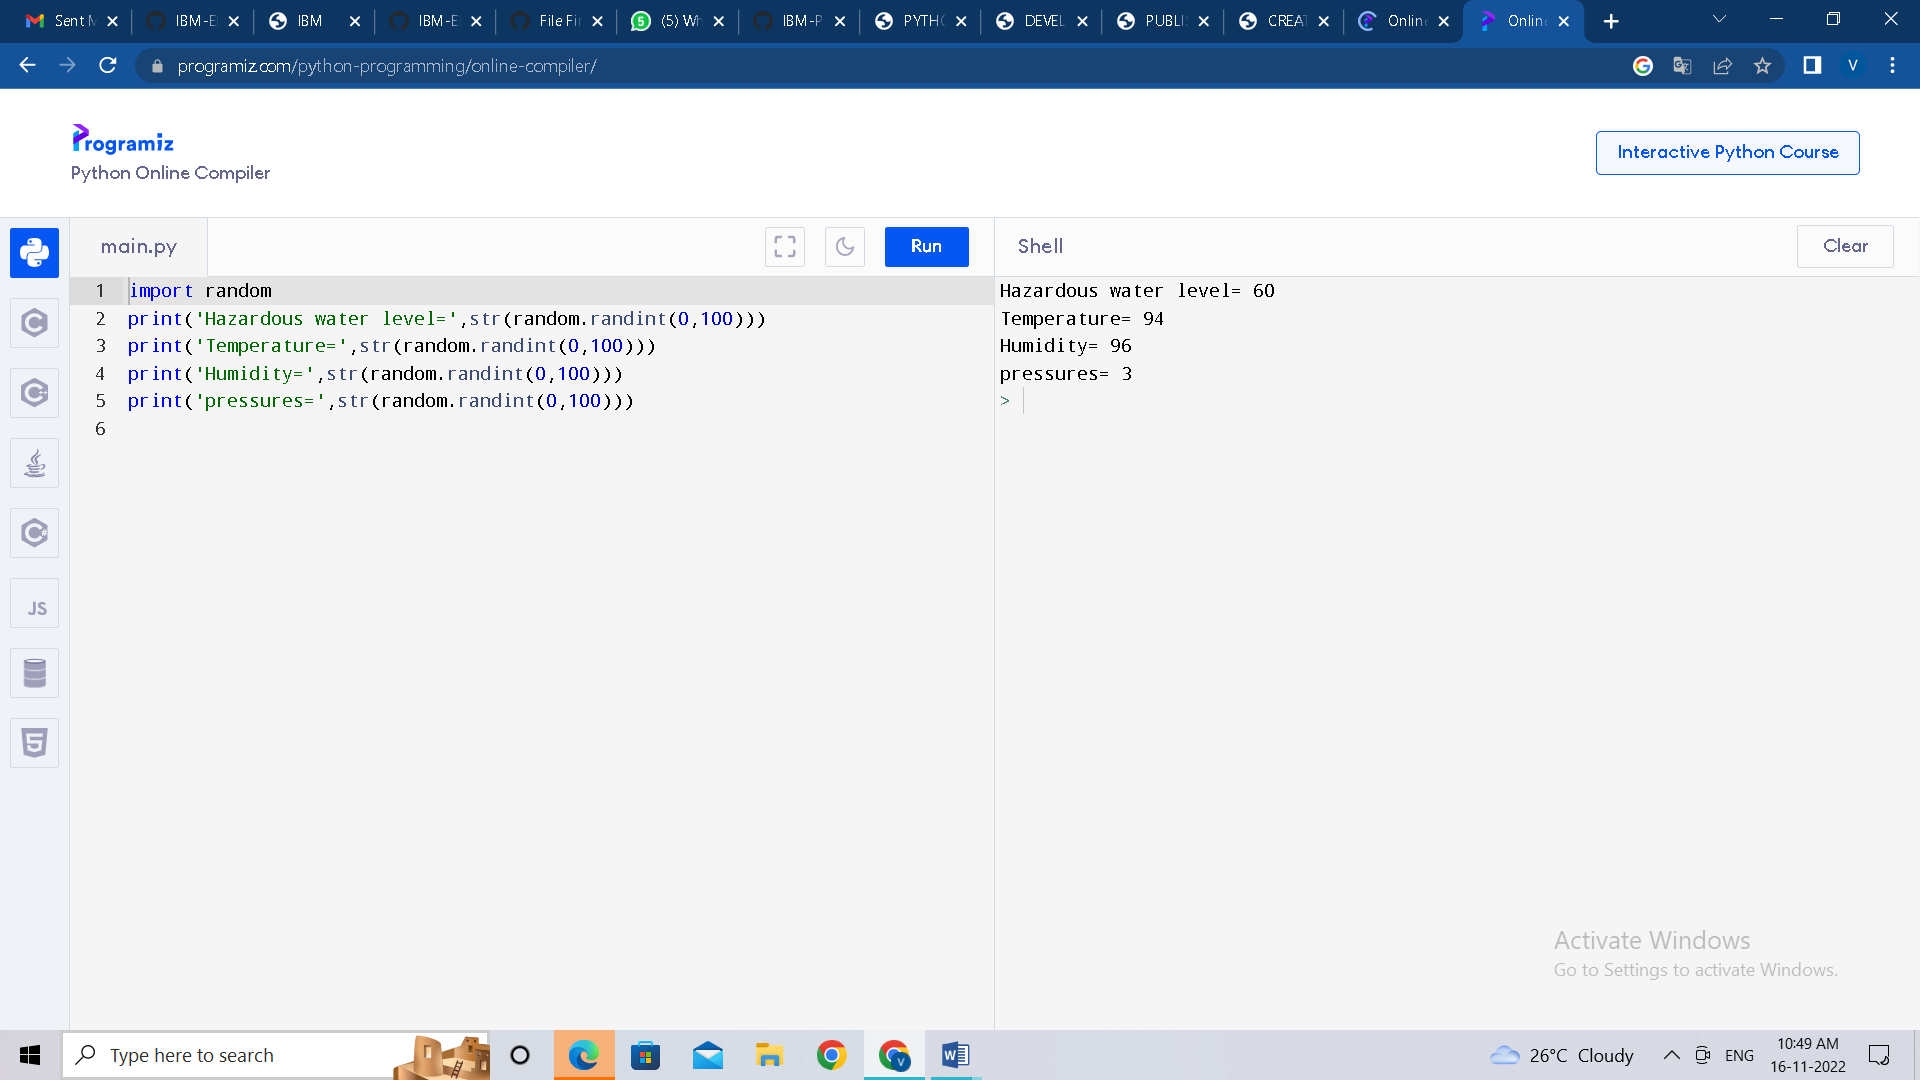 Sent M
IBM-E
IBM
IBM-E
File Fir
(5) Wh
IBM-P
PYTHO
DEVEL
PUBLI
CREAT
Online
Online
programiz.com/python-programming/online-compiler/
V
Programiz
Python Online Compiler
Interactive Python Course
main.py
Run
Shell
Clear
1 import random
2 print('Hazardous water level=',str(random.randint(0,100)))
3 print('Temperature=',str(random.randint(0,100)))
4 print('Humidity=',str(random.randint(0,100)))
5 print('pressures=',str(random.randint(0,100)))
6
Hazardous water level= 60
Temperature= 94
Humidity= 96
pressures= 3
>
JS
Activate Windows
Go to Settings to activate Windows.
Type here to search
26°C Cloudy
ENG
10:49 AM
16-11-2022